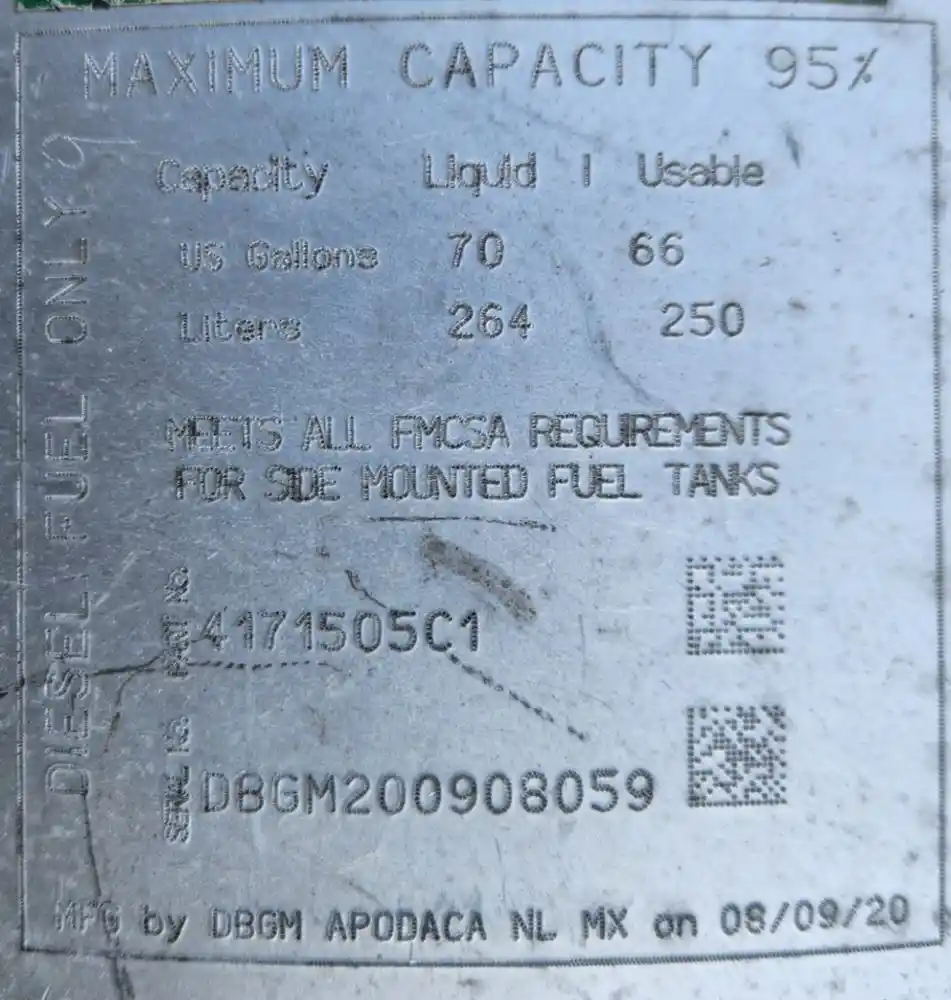 MAXIMUM CAPACITY 95%
Capacity Liquid | Usable
US Gallons 70 66
Liters 264 250
MEETS ALL FMCSA REQUIREMENTS
FOR SIDE MOUNTED FUEL TANKS
PART No. 4171505C1
SERIAL No. DBGM200908059
MFG by DBGM APODACA NL MX on 08/09/20
DIESEL FUEL ONLY